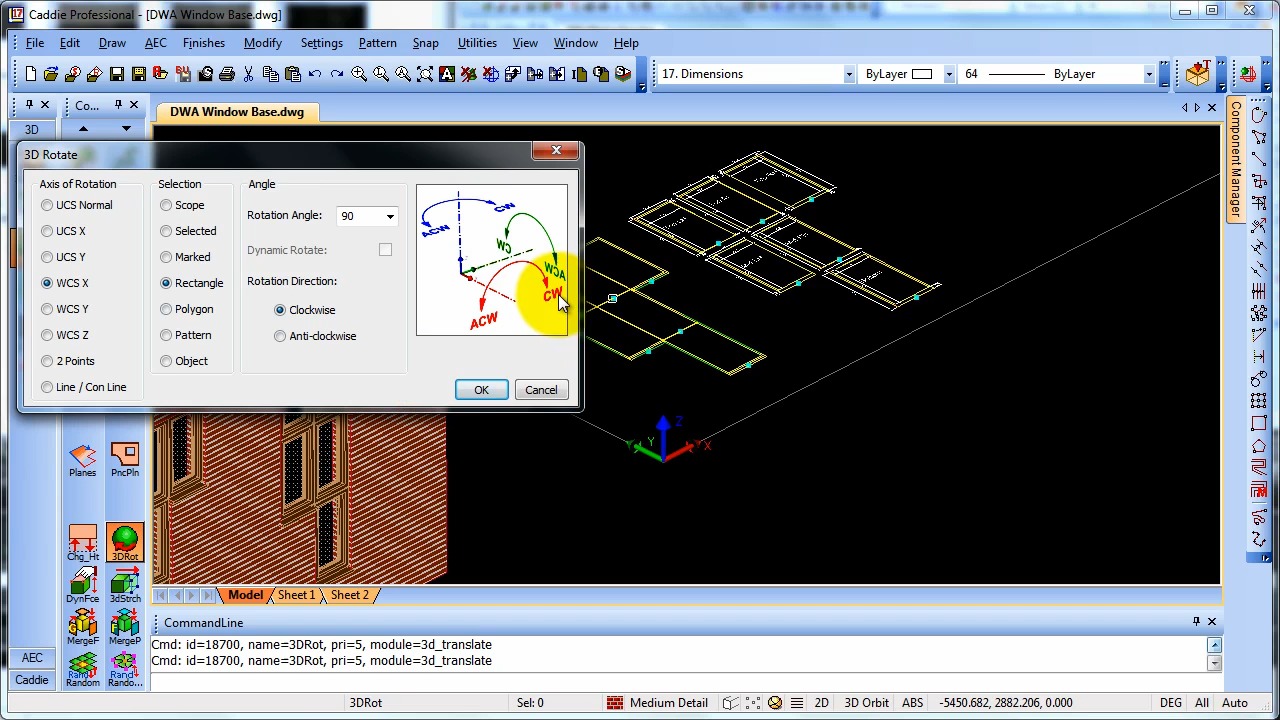 Caddie Professional - [DWA Window Base.dwg]
File Edit Draw AEC Finishes Modify Settings Pattern Snap Utilities View Window Help
17. Dimensions ByLayer 64 ByLayer
Co...
3D
DWA Window Base.dwg
Component Manager
3D Rotate
Axis of Rotation
UCS Normal
UCS X
UCS Y
WCS X
WCS Y
WCS Z
2 Points
Line / Con Line
Selection
Scope
Selected
Marked
Rectangle
Polygon
Pattern
Object
Angle
Rotation Angle: 90
Dynamic Rotate:
Rotation Direction:
Clockwise
Anti-clockwise
ACW CW
CW ACW
ACW CW
OK Cancel
Z
Y X
Planes PncPln
Chg_Ht 3DRot
DynFce 3dStrch
MergeF MergeP
Rand Random Rand Rando...
AEC
Caddie
Model Sheet 1 Sheet 2
CommandLine
Cmd: id=18700, name=3DRot, pri=5, module=3d_translate
Cmd: id=18700, name=3DRot, pri=5, module=3d_translate
3DRot Sel: 0 Medium Detail 2D 3D Orbit ABS -5450.682, 2882.206, 0.000 DEG All Auto